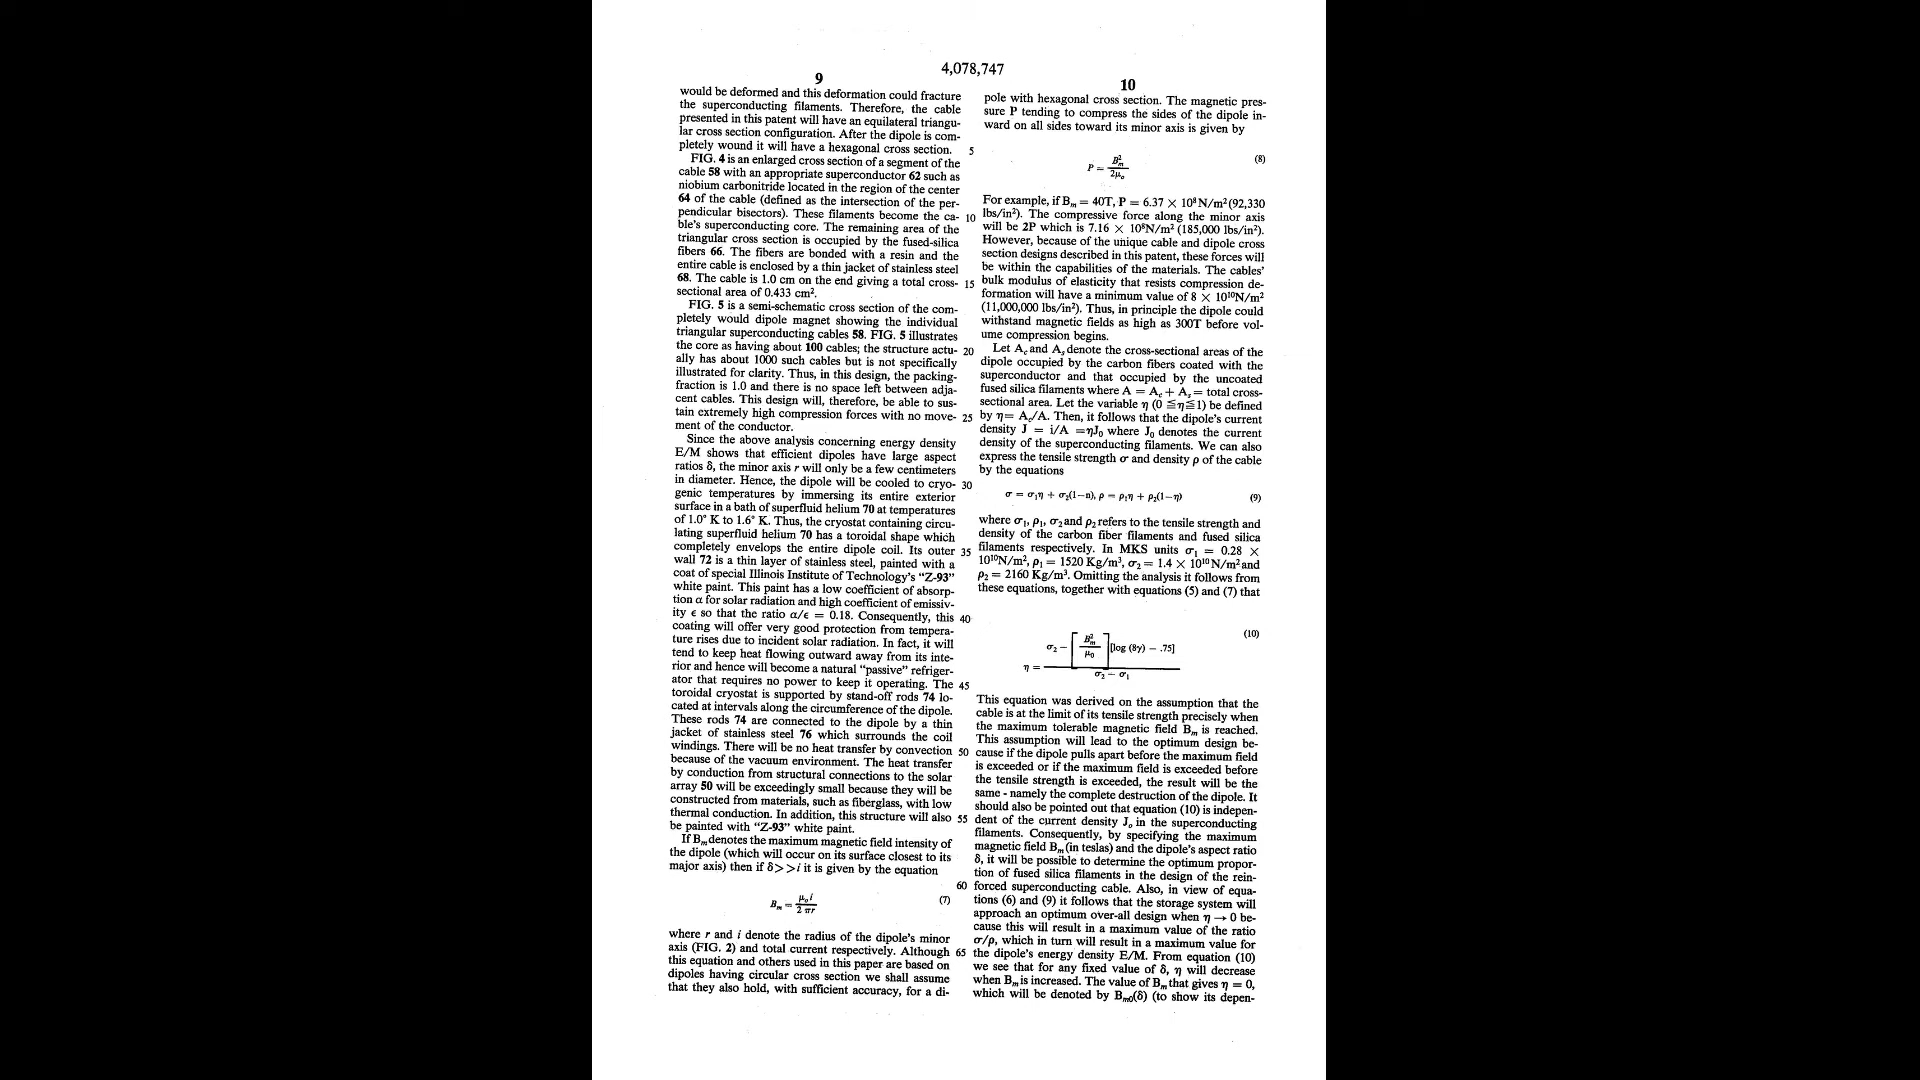 4,078,747
9
would be deformed and this deformation could fracture
the superconducting filaments. Therefore, the cable
presented in this patent will have an equilateral triangu-
lar cross section configuration. After the dipole is com-
pletely wound it will have a hexagonal cross section. 5
FIG. 4 is an enlarged cross section of a segment of the
cable 58 with an appropriate superconductor 62 such as
niobium carbonitride located in the region of the center
64 of the cable (defined as the intersection of the per-
pendicular bisectors). These filaments become the ca- 10
ble's superconducting core. The remaining area of the
triangular cross section is occupied by the fused-silica
fibers 66. The fibers are bonded with a resin and the
entire cable is enclosed by a thin jacket of stainless steel
68. The cable is 1.0 cm on the end giving a total cross- 15
sectional area of 0.433 cm².
FIG. 5 is a semi-schematic cross section of the com-
pletely would dipole magnet showing the individual
triangular superconducting cables 58. FIG. 5 illustrates
the core as having about 100 cables; the structure actu- 20
ally has about 1000 such cables but is not specifically
illustrated for clarity. Thus, in this design, the packing-
fraction is 1.0 and there is no space left between adja-
cent cables. This design will, therefore, be able to sus-
tain extremely high compression forces with no move- 25
ment of the conductor.
Since the above analysis concerning energy density
E/M shows that efficient dipoles have large aspect
ratios δ, the minor axis r will only be a few centimeters
in diameter. Hence, the dipole will be cooled to cryo- 30
genic temperatures by immersing its entire exterior
surface in a bath of superfluid helium 70 at temperatures
of 1.0° K to 1.6° K. Thus, the cryostat containing circu-
lating superfluid helium 70 has a toroidal shape which
completely envelops the entire dipole coil. Its outer 35
wall 72 is a thin layer of stainless steel, painted with a
coat of special Illinois Institute of Technology's "Z-93"
white paint. This paint has a low coefficient of absorp-
tion α for solar radiation and high coefficient of emissiv-
ity ϵ so that the ratio α/ϵ = 0.18. Consequently, this 40
coating will offer very good protection from tempera-
ture rises due to incident solar radiation. In fact, it will
tend to keep heat flowing outward away from its inte-
rior and hence will become a natural "passive" refriger-
ator that requires no power to keep it operating. The 45
toroidal cryostat is supported by stand-off rods 74 lo-
cated at intervals along the circumference of the dipole.
These rods 74 are connected to the dipole by a thin
jacket of stainless steel 76 which surrounds the coil
windings. There will be no heat transfer by convection 50
because of the vacuum environment. The heat transfer
by conduction from structural connections to the solar
array 50 will be exceedingly small because they will be
constructed from materials, such as fiberglass, with low
thermal conduction. In addition, this structure will also 55
be painted with "Z-93" white paint.
If Bₘ denotes the maximum magnetic field intensity of
the dipole (which will occur on its surface closest to its
major axis) then if δ>>i it is given by the equation
60
Bₘ = μ₀i / 2 πr (7)
where r and i denote the radius of the dipole's minor
axis (FIG. 2) and total current respectively. Although 65
this equation and others used in this paper are based on
dipoles having circular cross section we shall assume
that they also hold, with sufficient accuracy, for a di-
10
pole with hexagonal cross section. The magnetic pres-
sure P tending to compress the sides of the dipole in-
ward on all sides toward its minor axis is given by
P = Bₘ² / 2μₒ (8)
For example, if Bₘ = 40T, P = 6.37 × 10⁸N/m² (92,330
lbs/in²). The compressive force along the minor axis
will be 2P which is 7.16 × 10⁸N/m² (185,000 lbs/in²).
However, because of the unique cable and dipole cross
section designs described in this patent, these forces will
be within the capabilities of the materials. The cables'
bulk modulus of elasticity that resists compression de-
formation will have a minimum value of 8 × 10¹⁰N/m²
(11,000,000 lbs/in²). Thus, in principle the dipole could
withstand magnetic fields as high as 300T before vol-
ume compression begins.
Let A꜀ and Aₛ denote the cross-sectional areas of the
dipole occupied by the carbon fibers coated with the
superconductor and that occupied by the uncoated
fused silica filaments where A = A꜀ + Aₛ = total cross-
sectional area. Let the variable η (0 ≦η≦1) be defined
by η= A꜀/A. Then, it follows that the dipole's current
density J = i/A =ηJ₀ where J₀ denotes the current
density of the superconducting filaments. We can also
express the tensile strength σ and density ρ of the cable
by the equations
σ = σ₁η + σ₂(1−n), ρ = ρ₁η + ρ₂(1−η) (9)
where σ₁, ρ₁, σ₂ and ρ₂ refers to the tensile strength and
density of the carbon fiber filaments and fused silica
filaments respectively. In MKS units σ₁ = 0.28 ×
10¹⁰N/m², ρ₁ = 1520 Kg/m³, σ₂ = 1.4 × 10¹⁰ N/m² and
ρ₂ = 2160 Kg/m³. Omitting the analysis it follows from
these equations, together with equations (5) and (7) that
(10)
η = σ₂ − [Bₘ² / μ₀] [log (8γ) − .75] / σ₂ − σ₁
This equation was derived on the assumption that the
cable is at the limit of its tensile strength precisely when
the maximum tolerable magnetic field Bₘ is reached.
This assumption will lead to the optimum design be-
cause if the dipole pulls apart before the maximum field
is exceeded or if the maximum field is exceeded before
the tensile strength is exceeded, the result will be the
same - namely the complete destruction of the dipole. It
should also be pointed out that equation (10) is indepen-
dent of the current density Jₒ in the superconducting
filaments. Consequently, by specifying the maximum
magnetic field Bₘ (in teslas) and the dipole's aspect ratio
δ, it will be possible to determine the optimum propor-
tion of fused silica filaments in the design of the rein-
forced superconducting cable. Also, in view of equa-
tions (6) and (9) it follows that the storage system will
approach an optimum over-all design when η → 0 be-
cause this will result in a maximum value of the ratio
σ/ρ, which in turn will result in a maximum value for
the dipole's energy density E/M. From equation (10)
we see that for any fixed value of δ, η will decrease
when Bₘ is increased. The value of Bₘ that gives η = 0,
which will be denoted by Bₘ₀(δ) (to show its depen-